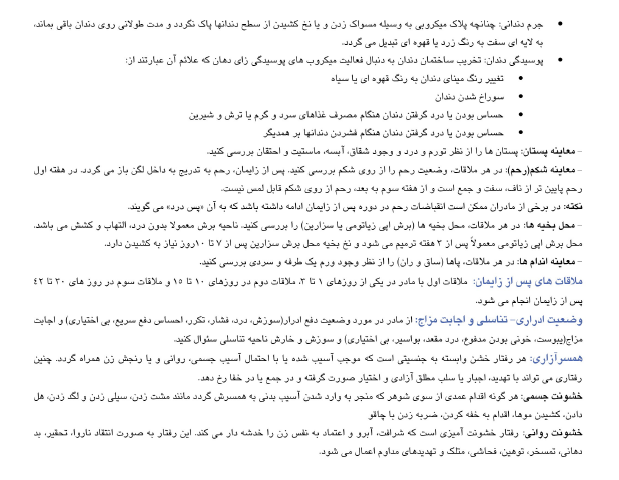 • جرم دندانی: چنانچه پلاک میکروبی به وسیله مسواک زدن و یا نخ کشیدن از سطح دندانها پاک نگردد و مدت طولانی روی دندان باقی بماند،
به لایه ای سفت به رنگ زرد یا قهوه ای تبدیل می گردد.
• پوسیدگی دندان: تخریب ساختمان دندان به دنبال فعالیت میکروب های پوسیدگی زای دهان که علائم آن عبارتند از:
• تغییر رنگ مینای دندان به رنگ قهوه ای یا سیاه
• سوراخ شدن دندان
• حساس بودن یا درد گرفتن دندان هنگام مصرف غذاهای سرد و گرم یا ترش و شیرین
• حساس بودن یا درد گرفتن دندان هنگام فشردن دندانها بر همدیگر
- معاینه پستان: پستان ها را از نظر تورم و درد و وجود شقاق، آبسه، ماستیت و احتقان بررسی کنید.
- معاینه شکم(رحم): در هر ملاقات، وضعیت رحم را از روی شکم بررسی کنید. پس از زایمان، رحم به تدریج به داخل لگن باز می گردد. در هفته اول
رحم پایین تر از ناف، سفت و جمع است و از هفته سوم به بعد، رحم از روی شکم قابل لمس نیست.
نکته: در برخی از مادران ممکن است انقباضات رحم در دوره پس از زایمان ادامه داشته باشد که به آن «پس درد» می گویند.
- محل بخیه ها: در هر ملاقات، محل بخیه ها (برش اپی زیاتومی یا سزارین) را بررسی کنید. ناحیه برش معمولا بدون درد، التهاب و کشش می باشد.
محل برش اپی زیاتومی معمولاً پس از ۲ هفته ترمیم می شود و نخ بخیه محل برش سزارین پس از ۷ تا ۱۰روز نیاز به کشیدن دارد.
- معاینه اندام ها: در هر ملاقات، پاها (ساق و ران) را از نظر وجود ورم یک طرفه و سردی بررسی کنید.
ملاقات های پس از زایمان: ملاقات اول با مادر در یکی از روزهای ۱ تا ۳، ملاقات دوم در روزهای ۱۰ تا ۱۵ و ملاقات سوم در روز های ۳۰ تا ۴۲
پس از زایمان انجام می شود.
وضعیت ادراری- تناسلی و اجابت مزاج: از مادر در مورد وضعیت دفع ادرار(سوزش، درد، فشار، تکرر، احساس دفع سریع، بی اختیاری) و اجابت
مزاج(یبوست، خونی بودن مدفوع، درد مقعد، بواسیر، بی اختیاری) و سوزش و خارش ناحیه تناسلی سئوال کنید.
همسرآزاری: هر رفتار خشن وابسته به جنسیتی است که موجب آسیب شده یا با احتمال آسیب جسمی، روانی و یا رنجش زن همراه گردد. چنین
رفتاری می تواند با تهدید، اجبار یا سلب مطلق آزادی و اختیار صورت گرفته و در جمع یا در خفا رخ دهد.
خشونت جسمی: هر گونه اقدام عمدی از سوی شوهر که منجر به وارد شدن آسیب بدنی به همسرش گردد مانند مشت زدن، سیلی زدن و لگد زدن، هل
دادن، کشیدن موها، اقدام به خفه کردن، ضربه زدن با چاقو
خشونت روانی: رفتار خشونت آمیزی است که شرافت، آبرو و اعتماد به نفس زن را خدشه دار می کند. این رفتار به صورت انتقاد ناروا، تحقیر، بد
دهانی، تمسخر، توهین، فحاشی، متلک و تهدیدهای مداوم اعمال می شود.